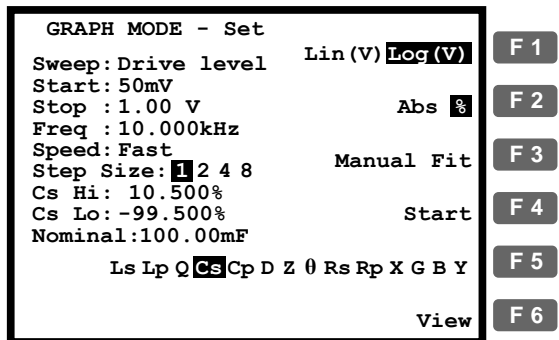 GRAPH MODE - Set
Sweep: Drive level
Lin(V) Log(V) F 1
Start: 50mV
Stop : 1.00 V
Abs % F 2
Freq : 10.000kHz
Speed: Fast
Manual Fit F 3
Step Size: 1 2 4 8
Cs Hi: 10.500%
Cs Lo: -99.500%
Start F 4
Nominal:100.00mF
Ls Lp Q Cs Cp D Z θ Rs Rp X G B Y F 5
View F 6